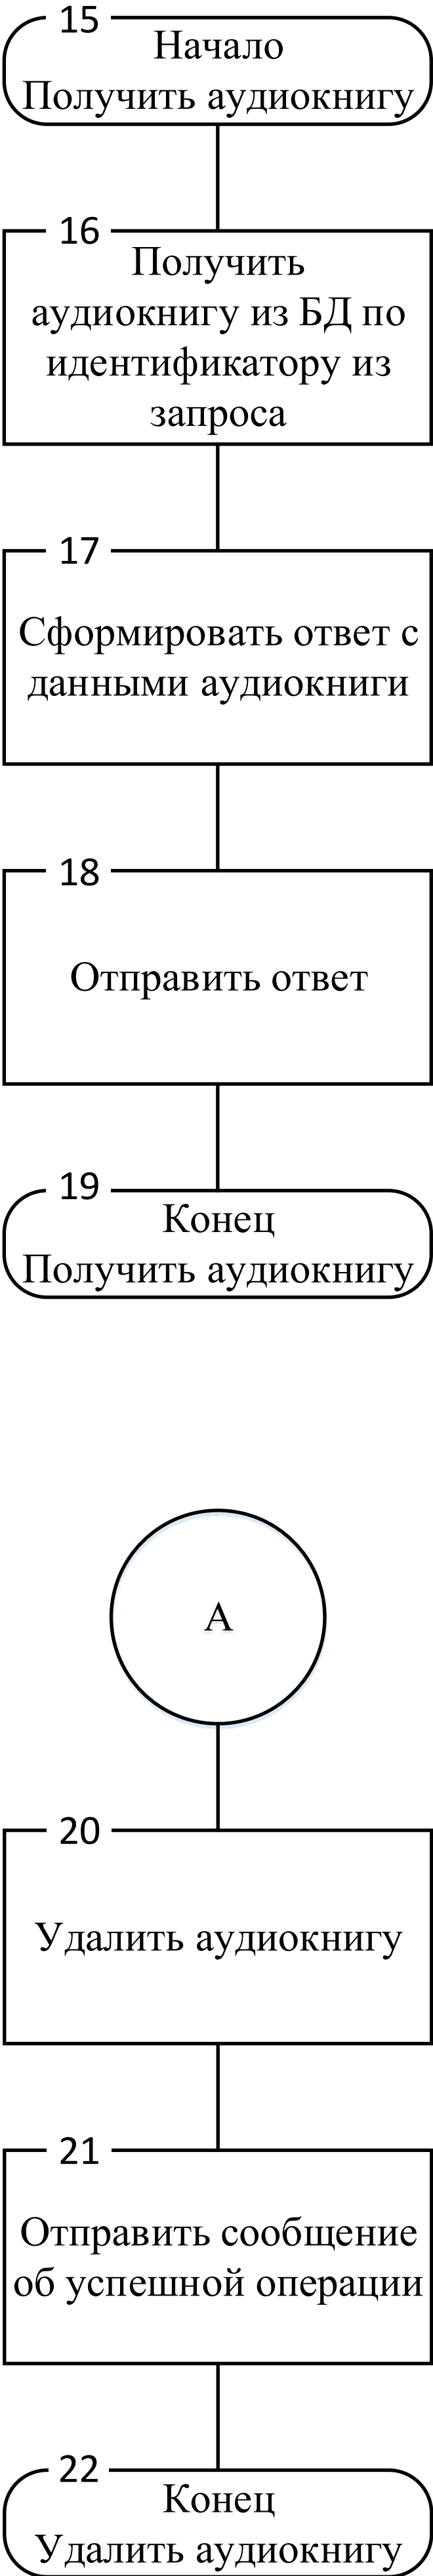 15
Начало
Получить аудиокнигу
16
Получить
аудиокнигу из БД по
идентификатору из
запроса
17
Сформировать ответ с
данными аудиокниги
18
Отправить ответ
19
Конец
Получить аудиокнигу
А
20
Удалить аудиокнигу
21
Отправить сообщение
об успешной операции
22
Конец
Удалить аудиокнигу